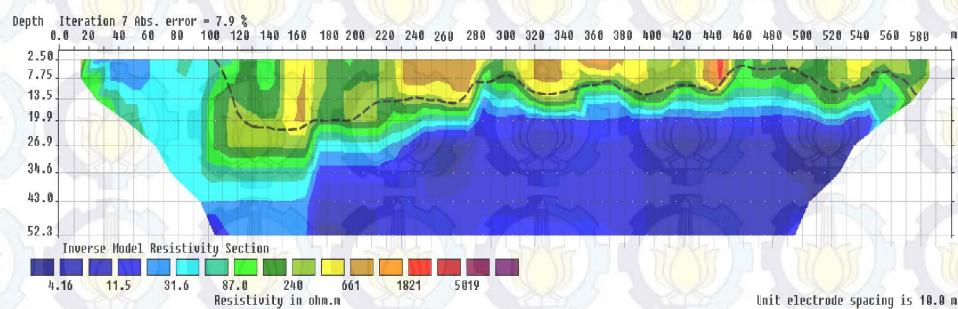 Depth Iteration 7 Abs. error = 7.9 %
0.0 20 40 60 80 100 120 140 160 180 200 220 240 260 280 300 320 340 360 380 400 420 440 460 480 500 520 540 560 580 m
2.50
7.75
13.5
19.9
26.9
34.6
43.0
52.3
Inverse Model Resistivity Section
4.16 11.5 31.6 87.0 240 661 1821 5019
Resistivity in ohm.m Unit electrode spacing is 10.0 m